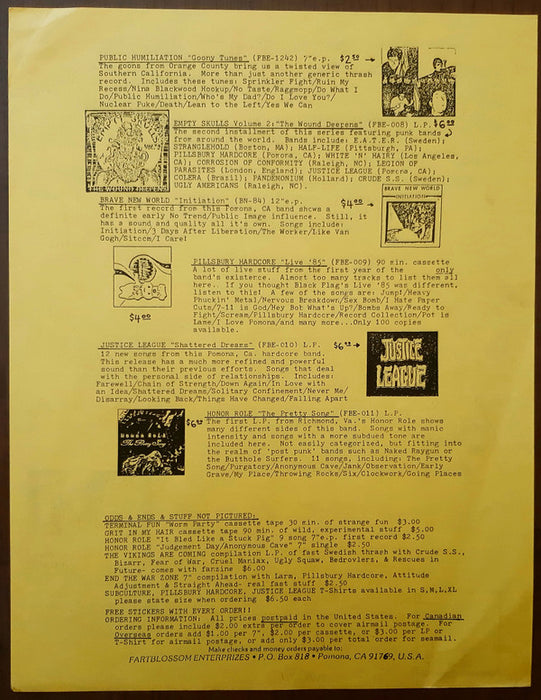 PUBLIC HUMILIATION "Goony Tunes" (FBE-1242) 7"e.p. $2.50
The goons from Orange County bring us a twisted view of
Southern California. More than just another generic thrash
record. Includes these tunes: Sprinkler Fight/Ruin My
Recess/Nina Blackwood Hookup/No Taste/Raggmopp/Do What I
Do/Public Humiliation/Who's My Dad?/Do I Love You?/
Nuclear Puke/Death/Lean to the Left/Yes We Can
EMPTY SKULLS Volume 2:"The Wound Deepens" (FBE-008) L.P. $6.00
The second installment of this series featuring punk bands
from around the world. Bands include: E.A.T.E.R. (Sweden);
STRANGLEHOLD (Boston, MA); HALF-LIFE (Pittsburgh, PA);
PILLSBURY HARDCORE (Pomona, CA); WHITE 'N' HAIRY (Los Angeles,
CA); CORROSION OF CONFORMITY (Raleigh, NC); LEGION OF
PARASITES (London, England); JUSTICE LEAGUE (Pomona, CA);
COLERA (Brazil); PANDEMONIUM (Holland); CRUDE S.S. (Sweden);
UGLY AMERICANS (Raleigh, NC).
EMPTY SKULLS
VOL. 2
THE WOUND DEEPENS
BRAVE NEW WORLD "Initiation" (BN-84) 12"e.p. $4.00
The first record from this Pomona, CA band shows a
definite early No Trend/Public Image influence. Still, it
has a sound and quality all it's own. Songs include:
Initiation/3 Days After Liberation/The Worker/Like Van
Gogh/Sitcom/I Care!
BRAVE NEW WORLD
INITIATION
PILLSBURY HARDCORE "Live '85" (FBE-009) 90 min. cassette
A lot of live stuff from the first year of the only
band's existence. Almost too many tracks to list them all
here. If you thought Black Flag's Live '85 was different,
listen to this! A few of the songs are: Jump!/Heavy
Phuckin' Metal/Nervous Breakdown/Sex Bomb/I Hate Paper
Cuts/7-11 is God/Hey Bob What's Up?/Bombs Away/Ready to
Fight/Scream/Pillsbury Hardcore/Record Collection/Pot is
Lame/I Love Pomona/and many more...Only 100 copies
available.
$4.00
JUSTICE LEAGUE "Shattered Dreams" (FBE-010) L.P. $6.00
12 new songs from this Pomona, Ca. hardcore band.
This release has a much more refined and powerful
sound than their previous efforts. Songs that deal
with the personal side of relationships. Includes:
Farewell/Chain of Strength/Down Again/In Love with
an Idea/Shattered Dreams/Solitary Confinement/Never Me/
Disarray/Looking Back/Things Have Changed/Falling Apart
JUSTICE
LEAGUE
HONOR ROLE "The Pretty Song" (FBE-011) L.P.
$6.00
The first L.P. from Richmond, Va.'s Honor Role shows
many different sides of this band. Songs with manic
intensity and songs with a more subdued tone are
included here. Not easily categorized, but fitting into
the realm of 'post punk' bands such as Naked Raygun or
the Butthole Surfers. 11 songs, including: The Pretty
Song/Purgatory/Anonymous Cave/Jank/Observation/Early
Grave/My Place/Throwing Rocks/Six/Clockwork/Going Places
Honor Role
The Pretty Song
ODDS & ENDS & STUFF NOT PICTURED:
TERMINAL FUN "Worm Party" cassette tape 30 min. of strange fun $3.00
GRIT IN MY HAIR cassette tape 90 min. of wild, experimental stuff $5.00
HONOR ROLE "It Bled Like a Stuck Pig" 9 song 7"e.p. first record $2.50
HONOR ROLE "Judgement Day/Anonymous Cave" 7" single $2.50
THE VIKINGS ARE COMING compilation L.P. of fast Swedish thrash with Crude S.S.,
Bizarr, Fear of War, Cruel Maniax, Ugly Squaw, Bedrovlerz, & Rescues in
Future- comes with fanzine $6.00
END THE WAR ZONE 7" compilation with Larm, Pillsbury Hardcore, Attitude
Adjustment & Straight Ahead- real fast stuff $2.50
SUBCULTURE, PILLSBURY HARDCORE, JUSTICE LEAGUE T-Shirts available in S,M,L,XL
please state size when ordering $6.50 each
FREE STICKERS WITH EVERY ORDER!!
ORDERING INFORMATION: All prices postpaid in the United States. For Canadian
orders please include $2.00 extra per order to cover airmail postage. For
Overseas orders add $1.00 per 7", $2.00 per cassette, or $3.00 per LP or
T-Shirt for airmail postage, or add only $3.00 per total order for seamail.
Make checks and money orders payable to:
FARTBLOSSOM ENTERPRIZES • P.O. Box 818 • Pomona, CA 91769, U.S.A.